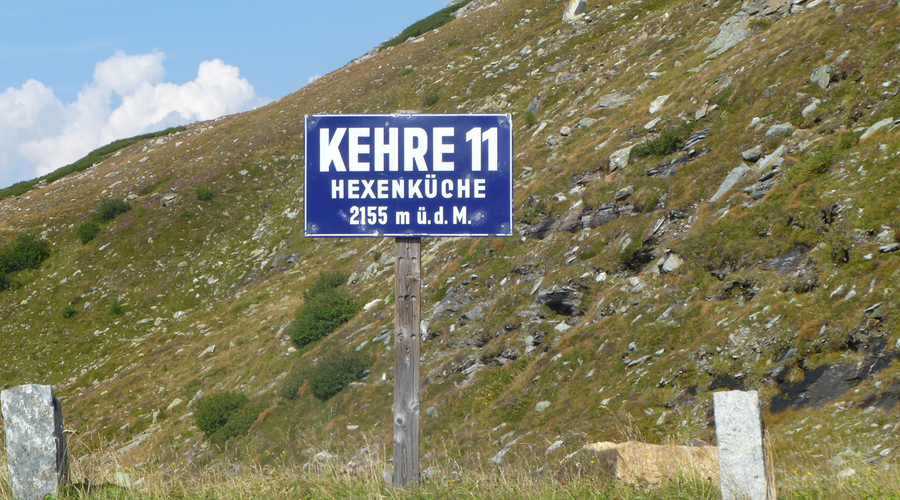 KEHRE 11
HEXENKÜCHE
2155 m ü.d.M.